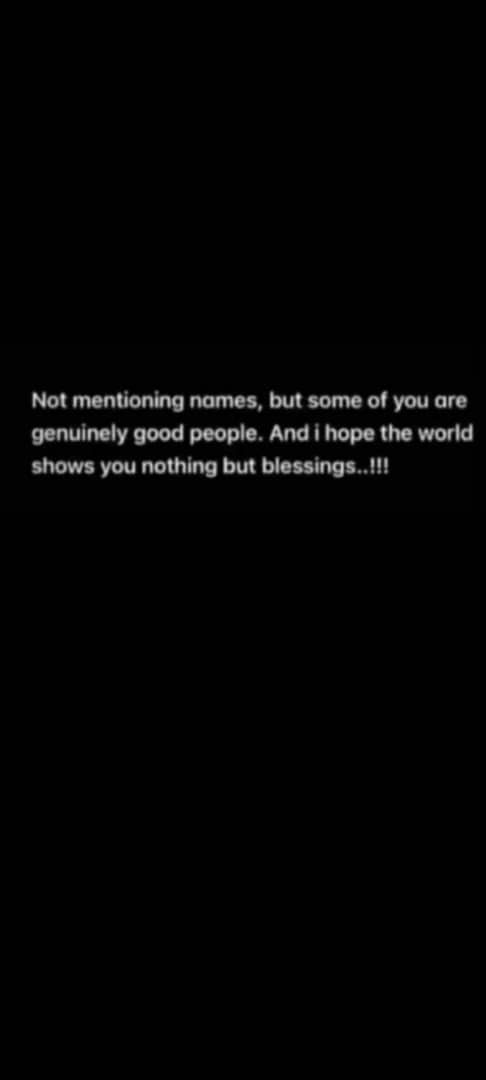 Not mentioning names, but some of you are
genuinely good people. And i hope the world
shows you nothing but blessings..!!!